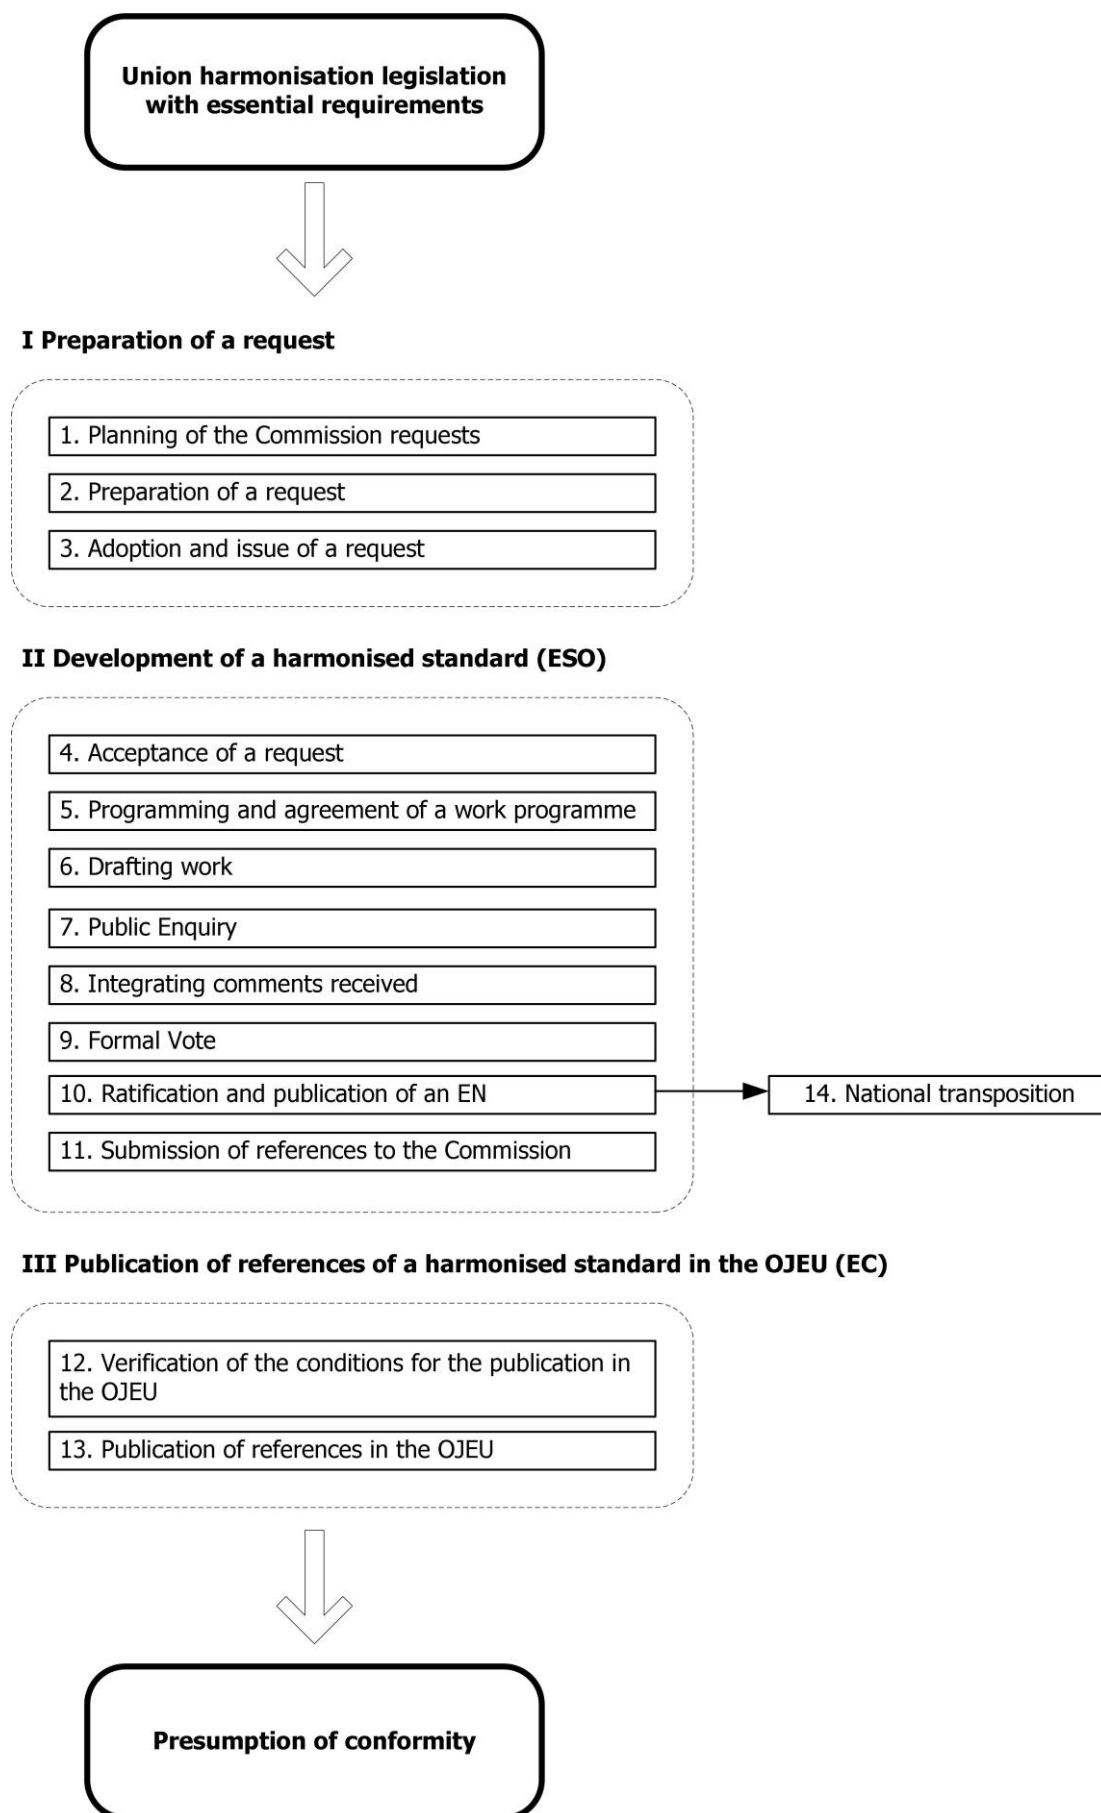 Union harmonisation legislation
with essential requirements
I Preparation of a request
1. Planning of the Commission requests
2. Preparation of a request
3. Adoption and issue of a request
II Development of a harmonised standard (ESO)
4. Acceptance of a request
5. Programming and agreement of a work programme
6. Drafting work
7. Public Enquiry
8. Integrating comments received
9. Formal Vote
10. Ratification and publication of an EN
14. National transposition
11. Submission of references to the Commission
III Publication of references of a harmonised standard in the OJEU (EC)
12. Verification of the conditions for the publication in
the OJEU
13. Publication of references in the OJEU
Presumption of conformity